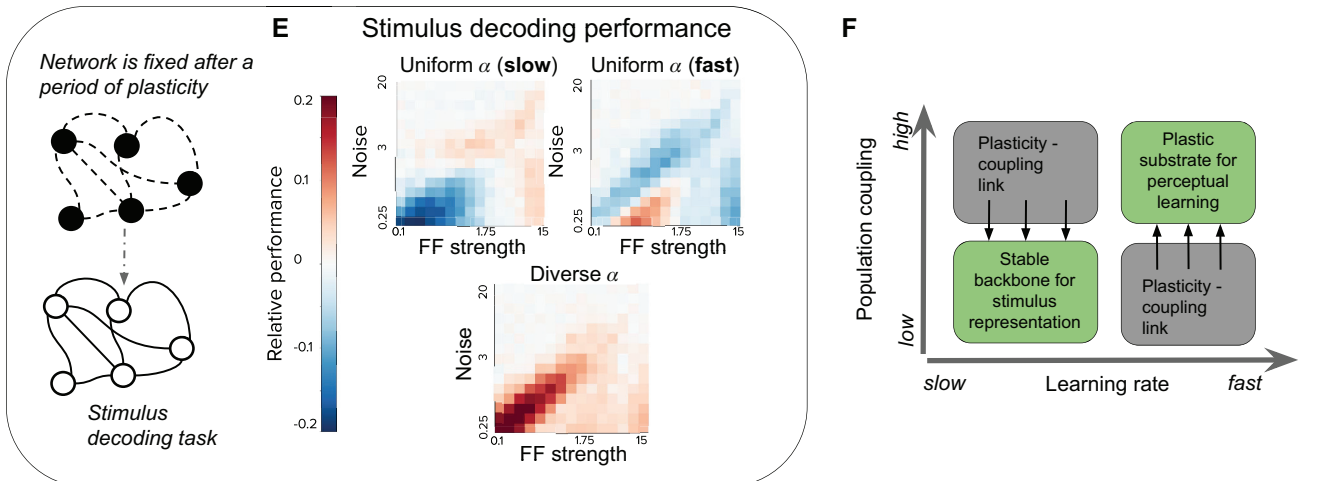 Network is fixed after a
period of plasticity
Stimulus
decoding task
E
Stimulus decoding performance
Relative performance
0.2
0.1
0
-0.1
-0.2
Uniform α (slow)
Noise
20
3
0.25
0.1
1.75
15
FF strength
Uniform α (fast)
Noise
20
3
0.25
0.1
1.75
15
FF strength
Diverse α
Noise
20
3
0.25
0.1
1.75
15
FF strength
F
Population coupling
high
low
Plasticity -
coupling
link
Plastic
substrate for
perceptual
learning
Stable
backbone for
stimulus
representation
Plasticity -
coupling
link
slow
Learning rate
fast